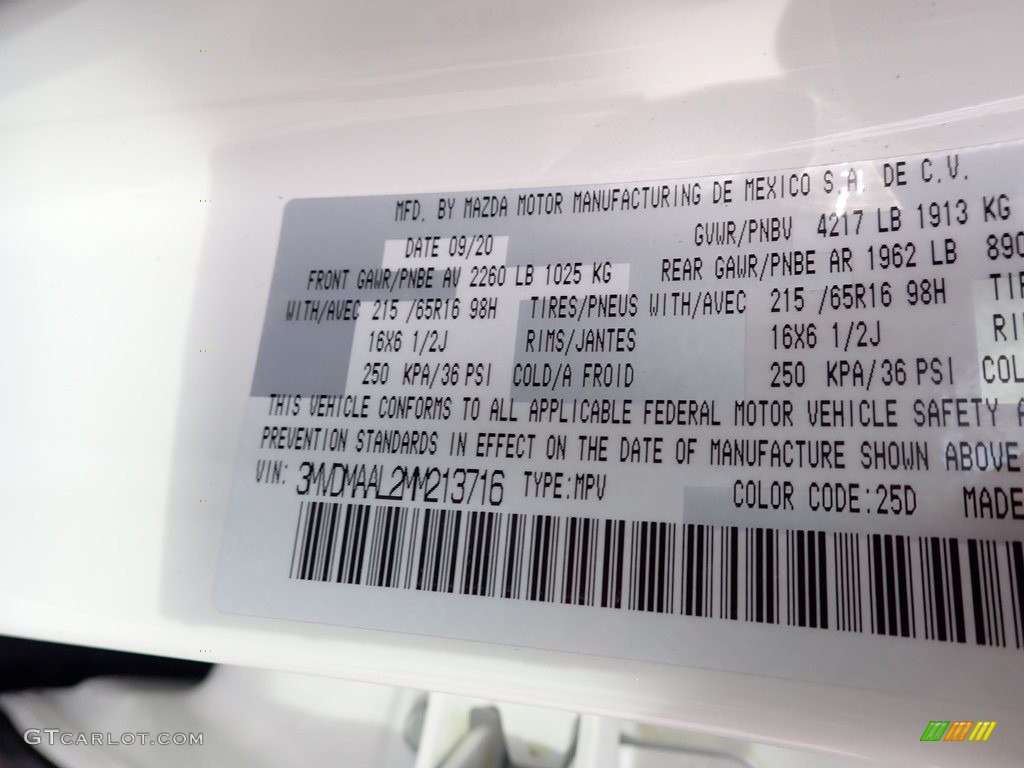 MFD. BY MAZDA MOTOR MANUFACTURING DE MEXICO S.A. DE C.V.
DATE 09/20 GVWR/PNBV 4217 LB 1913 KG
FRONT GAWR/PNBE AV 2260 LB 1025 KG REAR GAWR/PNBE AR 1962 LB 890
WITH/AVEC 215 /65R16 98H TIRES/PNEUS WITH/AVEC 215 /65R16 98H
16X6 1/2J RIMS/JANTES 16X6 1/2J
250 KPA/36 PSI COLD/A FROID 250 KPA/36 PSI COL
THIS VEHICLE CONFORMS TO ALL APPLICABLE FEDERAL MOTOR VEHICLE SAFETY A
PREVENTION STANDARDS IN EFFECT ON THE DATE OF MANUFACTURE SHOWN ABOVE
VIN: 3MVDMAAL2MM213716 TYPE:MPV COLOR CODE:25D MADE
GTCARLOT.COM